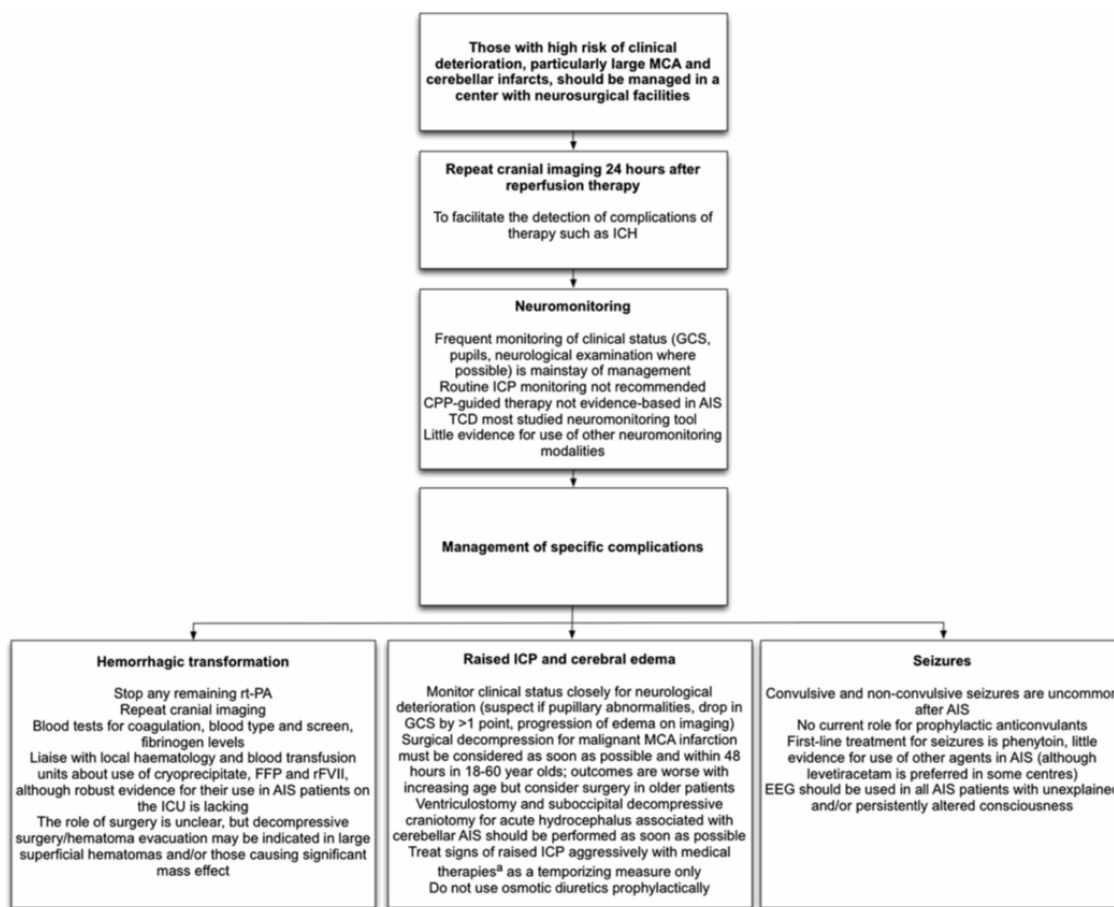 Those with high risk of clinical
deterioration, particularly large MCA and
cerebellar infarcts, should be managed in a
center with neurosurgical facilities
Repeat cranial imaging 24 hours after
reperfusion therapy
To facilitate the detection of complications of
therapy such as ICH
Neuromonitoring
Frequent monitoring of clinical status (GCS,
pupils, neurological examination where
possible) is mainstay of management
Routine ICP monitoring not recommended
CPP-guided therapy not evidence-based in AIS
TCD most studied neuromonitoring tool
Little evidence for use of other neuromonitoring
modalities
Management of specific complications
Hemorrhagic transformation
Stop any remaining rt-PA
Repeat cranial imaging
Blood tests for coagulation, blood type and screen,
fibrinogen levels
Liaise with local haematology and blood transfusion
units about use of cryoprecipitate, FFP and rFVII,
although robust evidence for their use in AIS patients on
the ICU is lacking
The role of surgery is unclear, but decompressive
surgery/hematoma evacuation may be indicated in large
superficial hematomas and/or those causing significant
mass effect
Raised ICP and cerebral edema
Monitor clinical status closely for neurological
deterioration (suspect if pupillary abnormalities, drop in
GCS by >1 point, progression of edema on imaging)
Surgical decompression for malignant MCA infarction
must be considered as soon as possible and within 48
hours in 18-60 year olds; outcomes are worse with
increasing age but consider surgery in older patients
Ventriculostomy and suboccipital decompressive
craniotomy for acute hydrocephalus associated with
cerebellar AIS should be performed as soon as possible
Treat signs of raised ICP aggressively with medical
therapiesᵃ as a temporizing measure only
Do not use osmotic diuretics prophylactically
Seizures
Convulsive and non-convulsive seizures are uncommon
after AIS
No current role for prophylactic anticonvulants
First-line treatment for seizures is phenytoin, little
evidence for use of other agents in AIS (although
levetiracetam is preferred in some centres)
EEG should be used in all AIS patients with unexplained
and/or persistently altered consciousness